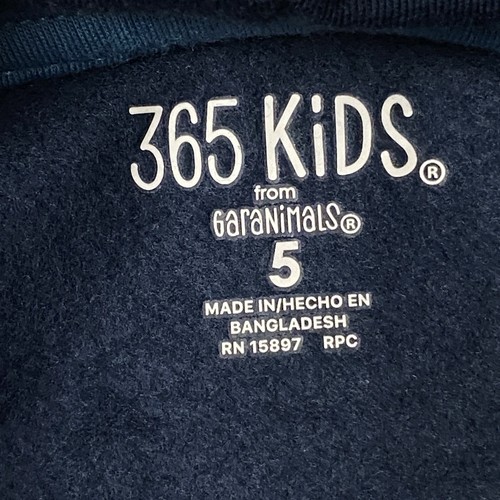 365 KiDS®
from
GaRaNiMaLS®
5
MADE IN/HECHO EN
BANGLADESH
RN 15897 RPC